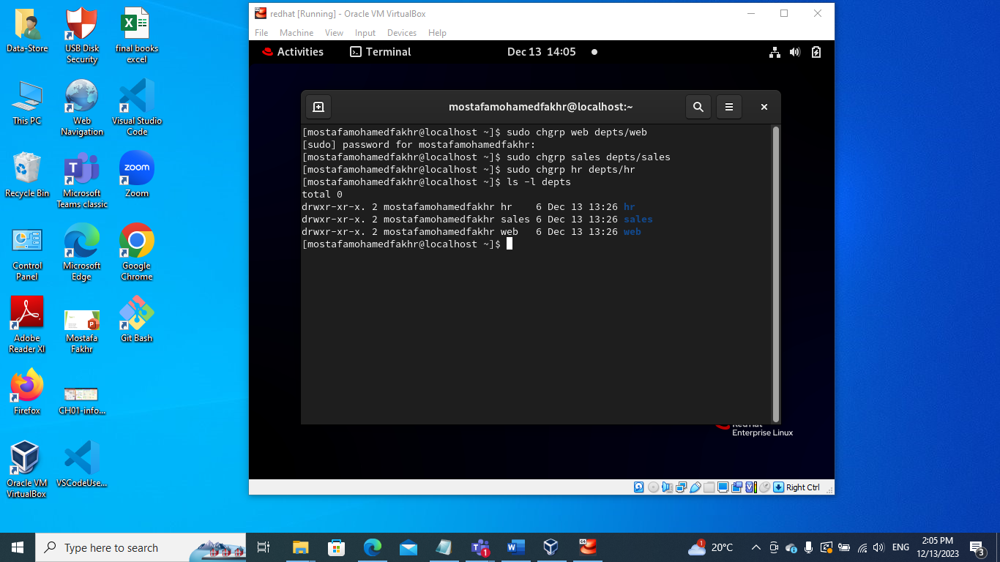 Data-Store
USB Disk
Security
final books
excel
This PC
Web
Navigation
Visual Studio
Code
Recycle Bin
Microsoft
Teams classic
zoom
Zoom
Control
Panel
Microsoft
Edge
Google
Chrome
Adobe
Reader XI
Mostafa
Fakhr
Git Bash
Firefox
CH01-info...
Oracle VM
VirtualBox
VSCodeUse...
redhat [Running] - Oracle VM VirtualBox
File Machine View Input Devices Help
Activities Terminal Dec 13 14:05
mostafamohamedfakhr@localhost:~
[mostafamohamedfakhr@localhost ~]$ sudo chgrp web depts/web
[sudo] password for mostafamohamedfakhr:
[mostafamohamedfakhr@localhost ~]$ sudo chgrp sales depts/sales
[mostafamohamedfakhr@localhost ~]$ sudo chgrp hr depts/hr
[mostafamohamedfakhr@localhost ~]$ ls -l depts
total 0
drwxr-xr-x. 2 mostafamohamedfakhr hr    6 Dec 13 13:26 hr
drwxr-xr-x. 2 mostafamohamedfakhr sales 6 Dec 13 13:26 sales
drwxr-xr-x. 2 mostafamohamedfakhr web   6 Dec 13 13:26 web
[mostafamohamedfakhr@localhost ~]$
Red Hat
Enterprise Linux
Right Ctrl
Type here to search
1
1
20°C
ENG
2:05 PM
12/13/2023
3